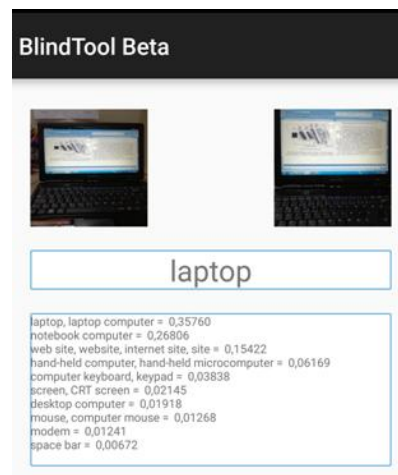 BlindTool Beta
laptop
laptop, laptop computer = 0,35760
notebook computer = 0,26806
web site, website, internet site, site = 0,15422
hand-held computer, hand-held microcomputer = 0,06169
computer keyboard, keypad = 0,03838
screen, CRT screen = 0,02145
desktop computer = 0,01918
mouse, computer mouse = 0,01268
modem = 0,01241
space bar = 0,00672